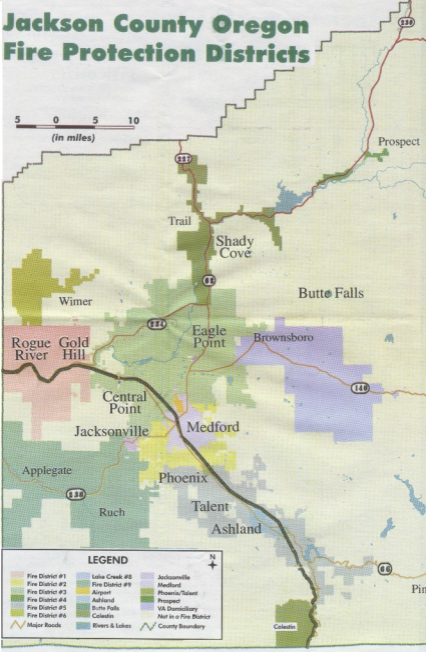 Jackson County Oregon
Fire Protection Districts
5 0 5 10
(in miles)
230
Prospect
227
Trail
Shady
Cove
62
Butte Falls
Wimer
234
Eagle
Point
Brownsboro
Rogue
River
Gold
Hill
140
Central
Point
Jacksonville
Medford
Applegate
Phoenix
238
Ruch
Talent
Ashland
66
Pin
Colestin
LEGEND
N
Fire District #1
Fire District #2
Fire District #3
Fire District #4
Fire District #5
Fire District #6
Major Roads
Lake Creek #8
Fire District #9
Airport
Ashland
Butte Falls
Colestin
Rivers & Lakes
Jacksonville
Medford
Phoenix/Talent
Prospect
VA Domiciliary
Not in a Fire District
County Boundary